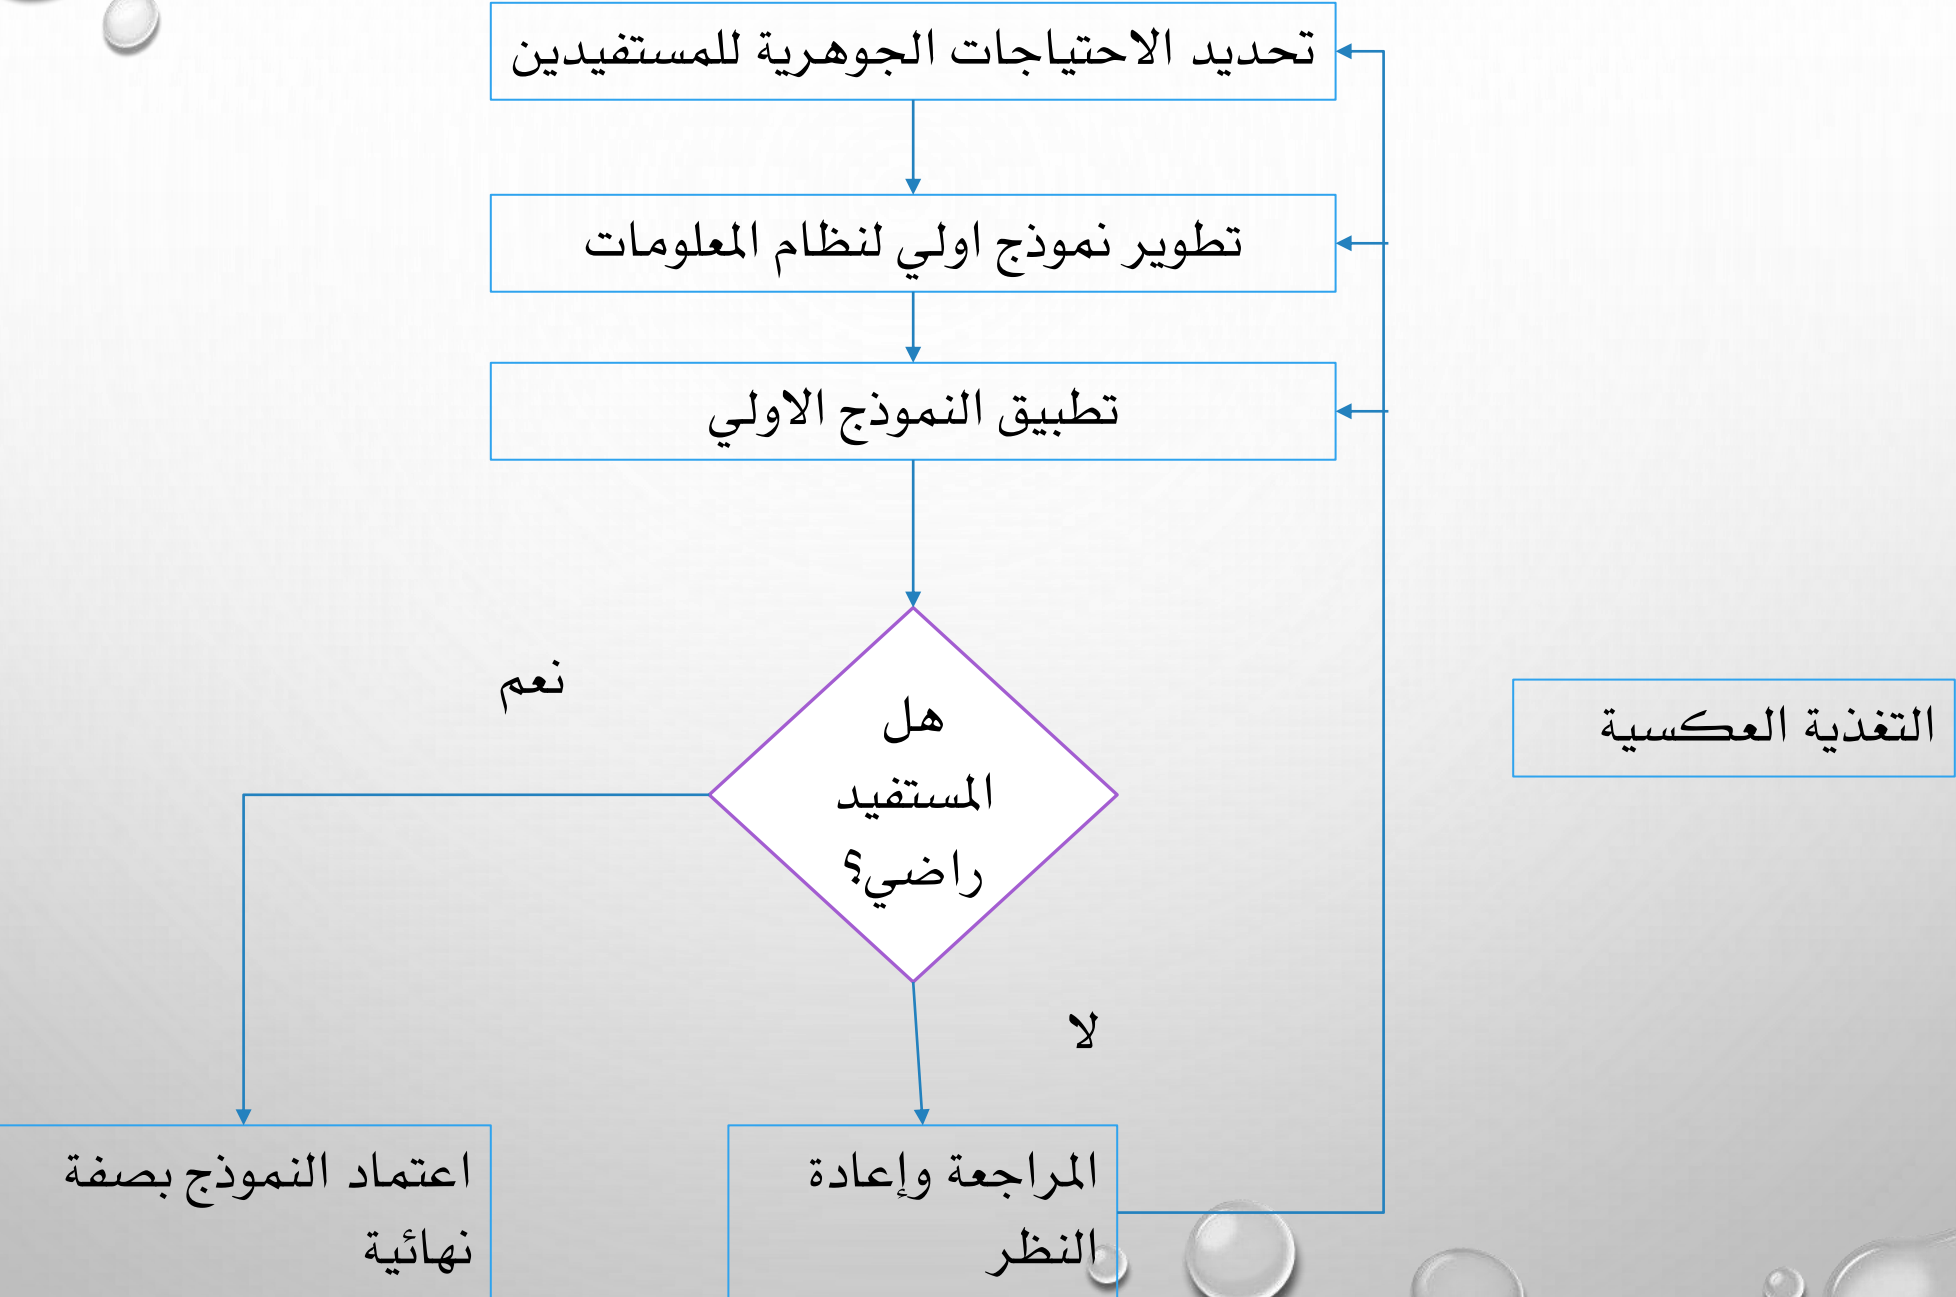 تحديد الاحتياجات الجوهرية للمستفيدين
تطوير نموذج اولي لنظام المعلومات
تطبيق النموذج الاولي
نعم
هل
المستفيد
راضي؟
التغذية العكسية
لا
المراجعة وإعادة
النظر
اعتماد النموذج بصفة
نهائية